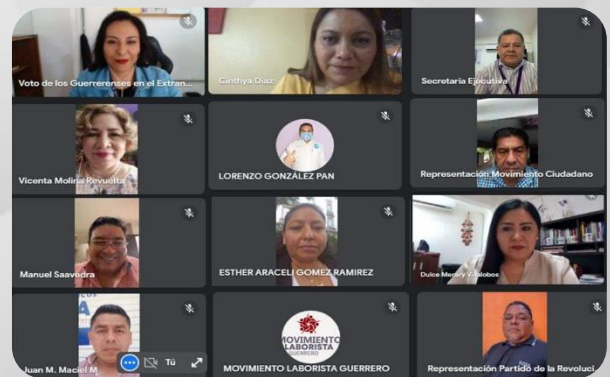 Voto de los Guerrerenses en el Extran...
Cinthya Díaz
Secretaria Ejecutiva
Vicenta Molina Revuelta
LORENZO GONZÁLEZ PAN
Representación Movimiento Ciudadano
Manuel Saavedra
ESTHER ARACELI GOMEZ RAMIREZ
Dulce Merary Villalobos
Juan M. Maciel M
Tú
MOVIMIENTO
LABORISTA
GUERRERO
MOVIMIENTO LABORISTA GUERRERO
Representación Partido de la Revoluci...